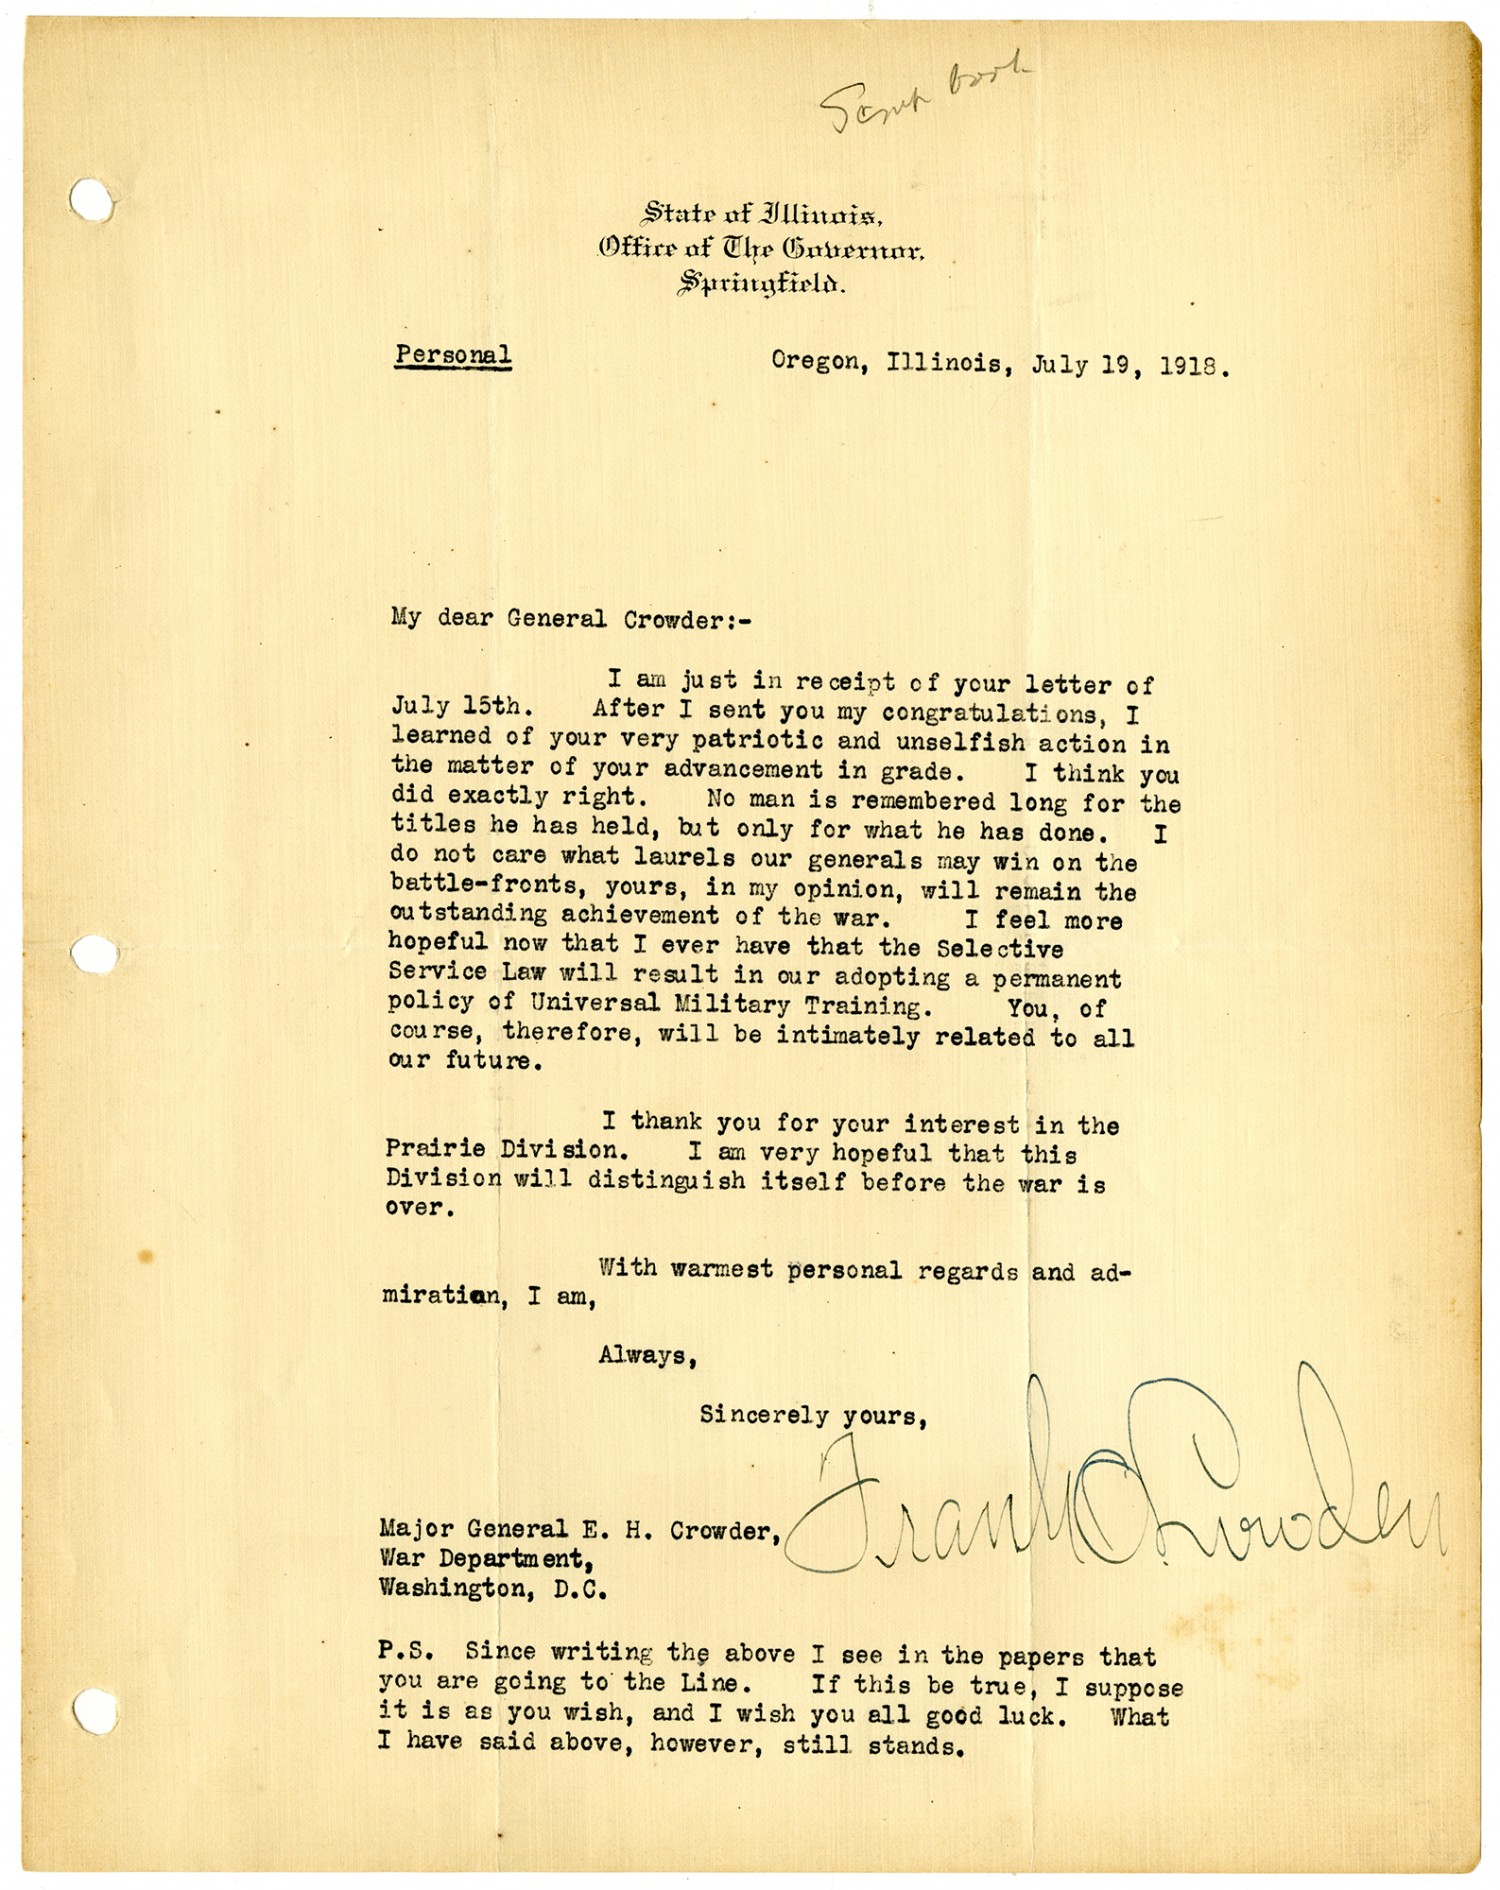 Scrap book
State of Illinois,
Office of The Governor,
Springfield.
Personal
Oregon, Illinois, July 19, 1918.
My dear General Crowder:-
I am just in receipt of your letter of
July 15th. After I sent you my congratulations, I
learned of your very patriotic and unselfish action in
the matter of your advancement in grade. I think you
did exactly right. No man is remembered long for the
titles he has held, but only for what he has done. I
do not care what laurels our generals may win on the
battle-fronts, yours, in my opinion, will remain the
outstanding achievement of the war. I feel more
hopeful now that I ever have that the Selective
Service Law will result in our adopting a permanent
policy of Universal Military Training. You, of
course, therefore, will be intimately related to all
our future.
I thank you for your interest in the
Prairie Division. I am very hopeful that this
Division will distinguish itself before the war is
over.
With warmest personal regards and ad-
miration, I am,
Always,
Sincerely yours,
Frank O Lowden
Major General E. H. Crowder,
War Department,
Washington, D.C.
P.S. Since writing the above I see in the papers that
you are going to the Line. If this be true, I suppose
it is as you wish, and I wish you all good luck. What
I have said above, however, still stands.